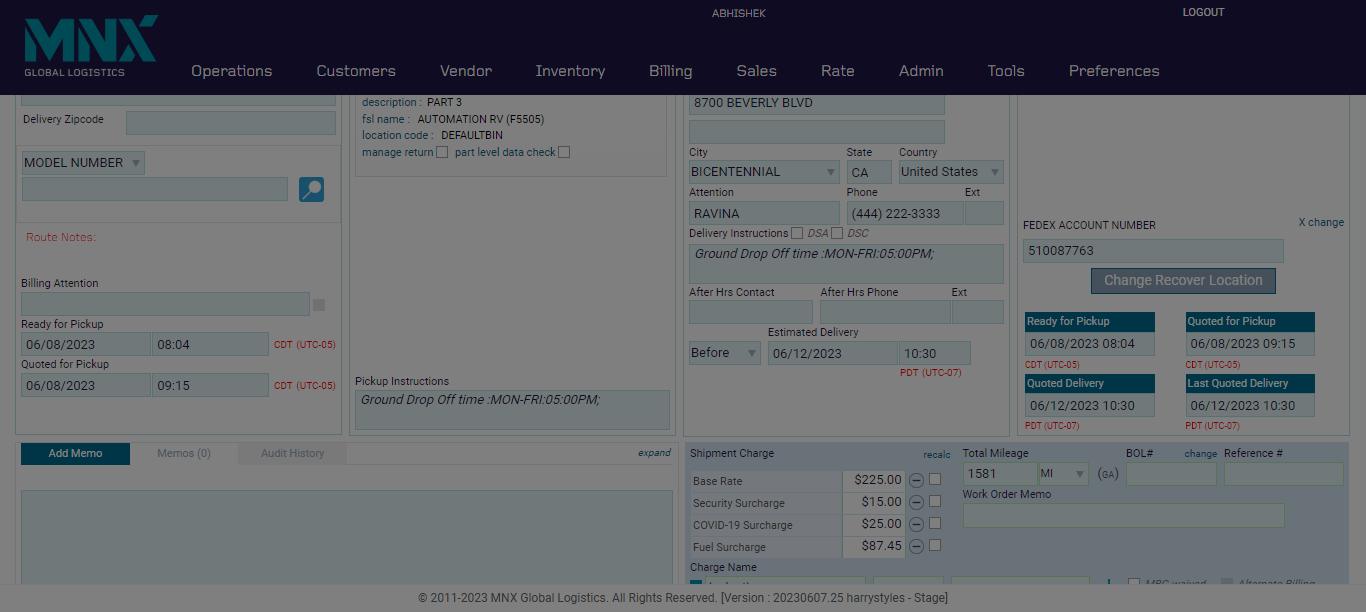 ABHISHEK
LOGOUT
MNX
GLOBAL LOGISTICS
Operations
Customers
Vendor
Inventory
Billing
Sales
Rate
Admin
Tools
Preferences
Delivery Zipcode
MODEL NUMBER
Route Notes:
Billing Attention
Ready for Pickup
06/08/2023 08:04 CDT (UTC-05)
Quoted for Pickup
06/08/2023 09:15 CDT (UTC-05)
description : PART 3
fsl name : AUTOMATION RV (F5505)
location code : DEFAULTBIN
manage return part level data check
Pickup Instructions
Ground Drop Off time :MON-FRI:05:00PM;
8700 BEVERLY BLVD
City State Country
BICENTENNIAL CA United States
Attention Phone Ext
RAVINA (444) 222-3333
Delivery Instructions DSA DSC
Ground Drop Off time :MON-FRI:05:00PM;
After Hrs Contact After Hrs Phone Ext
Estimated Delivery
Before 06/12/2023 10:30
PDT (UTC-07)
X change
FEDEX ACCOUNT NUMBER
510087763
Change Recover Location
Ready for Pickup Quoted for Pickup
06/08/2023 08:04 06/08/2023 09:15
CDT (UTC-05) CDT (UTC-05)
Quoted Delivery Last Quoted Delivery
06/12/2023 10:30 06/12/2023 10:30
PDT (UTC-07) PDT (UTC-07)
Add Memo Memos (0) Audit History expand
Shipment Charge recalc
Base Rate $225.00
Security Surcharge $15.00
COVID-19 Surcharge $25.00
Fuel Surcharge $87.45
Charge Name
Total Mileage BOL# change Reference #
1581 MI (GA)
Work Order Memo
© 2011-2023 MNX Global Logistics. All Rights Reserved. [Version : 20230607.25 harrystyles - Stage]